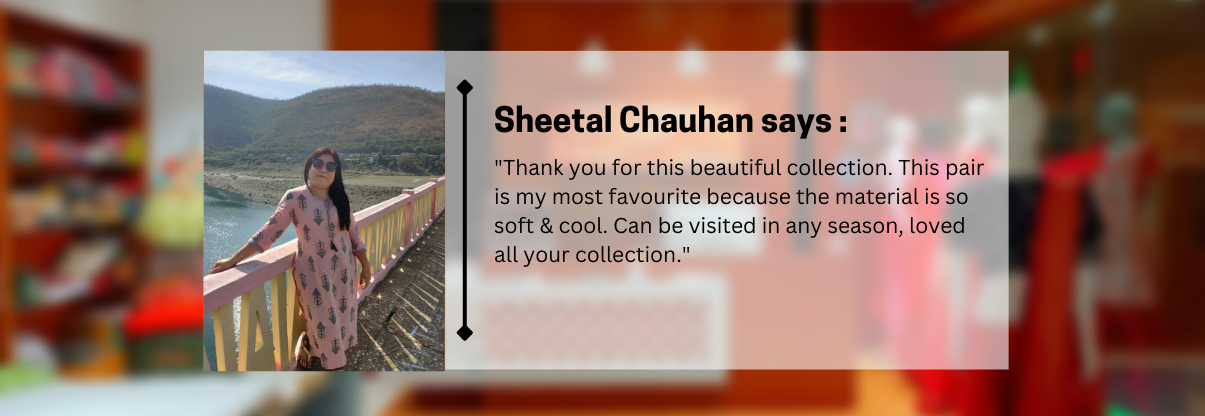 Sheetal Chauhan says :
"Thank you for this beautiful collection. This pair
is my most favourite because the material is so
soft & cool. Can be visited in any season, loved
all your collection."